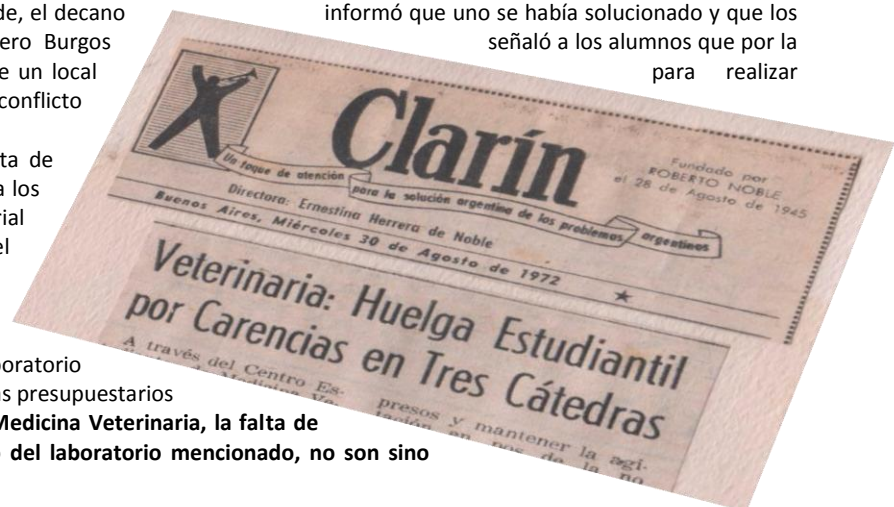 de, el decano informó que uno se había solucionado y que los
ero Burgos señaló a los alumnos que por la
e un local para realizar
conflicto
ta de
a los
rial
el
oratorio
as presupuestarios
Medicina Veterinaria, la falta de
o del laboratorio mencionado, no son sino
Clarín
Un toque de atención para la solución argentina de los problemas argentinos
Fundado por
ROBERTO NOBLE
el 28 de Agosto de 1945
Directora: Ernestina Herrera de Noble
Buenos Aires, Miércoles 30 de Agosto de 1972
Veterinaria: Huelga Estudiantil
por Carencias en Tres Cátedras
A través del Centro Es-
presos y mantener la agi-